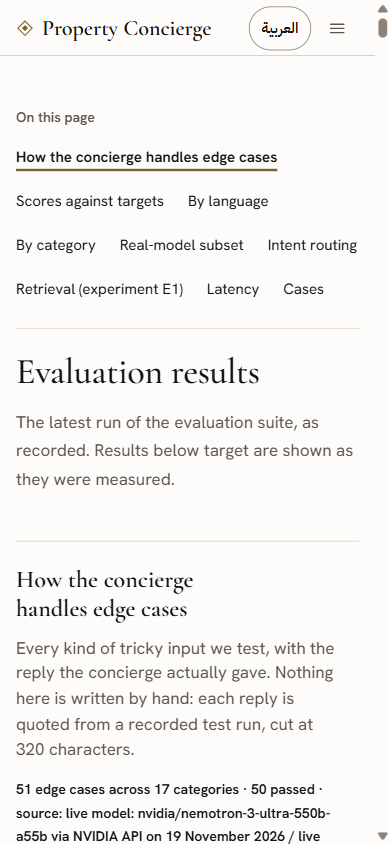 Property Concierge
العربية
On this page
How the concierge handles edge cases
Scores against targets By language
By category Real-model subset Intent routing
Retrieval (experiment E1) Latency Cases
Evaluation results
The latest run of the evaluation suite, as
recorded. Results below target are shown as
they were measured.
How the concierge
handles edge cases
Every kind of tricky input we test, with the
reply the concierge actually gave. Nothing
here is written by hand: each reply is
quoted from a recorded test run, cut at
320 characters.
51 edge cases across 17 categories · 50 passed ·
source: live model: nvidia/nemotron-3-ultra-550b-
a55b via NVIDIA API on 19 November 2026 / live